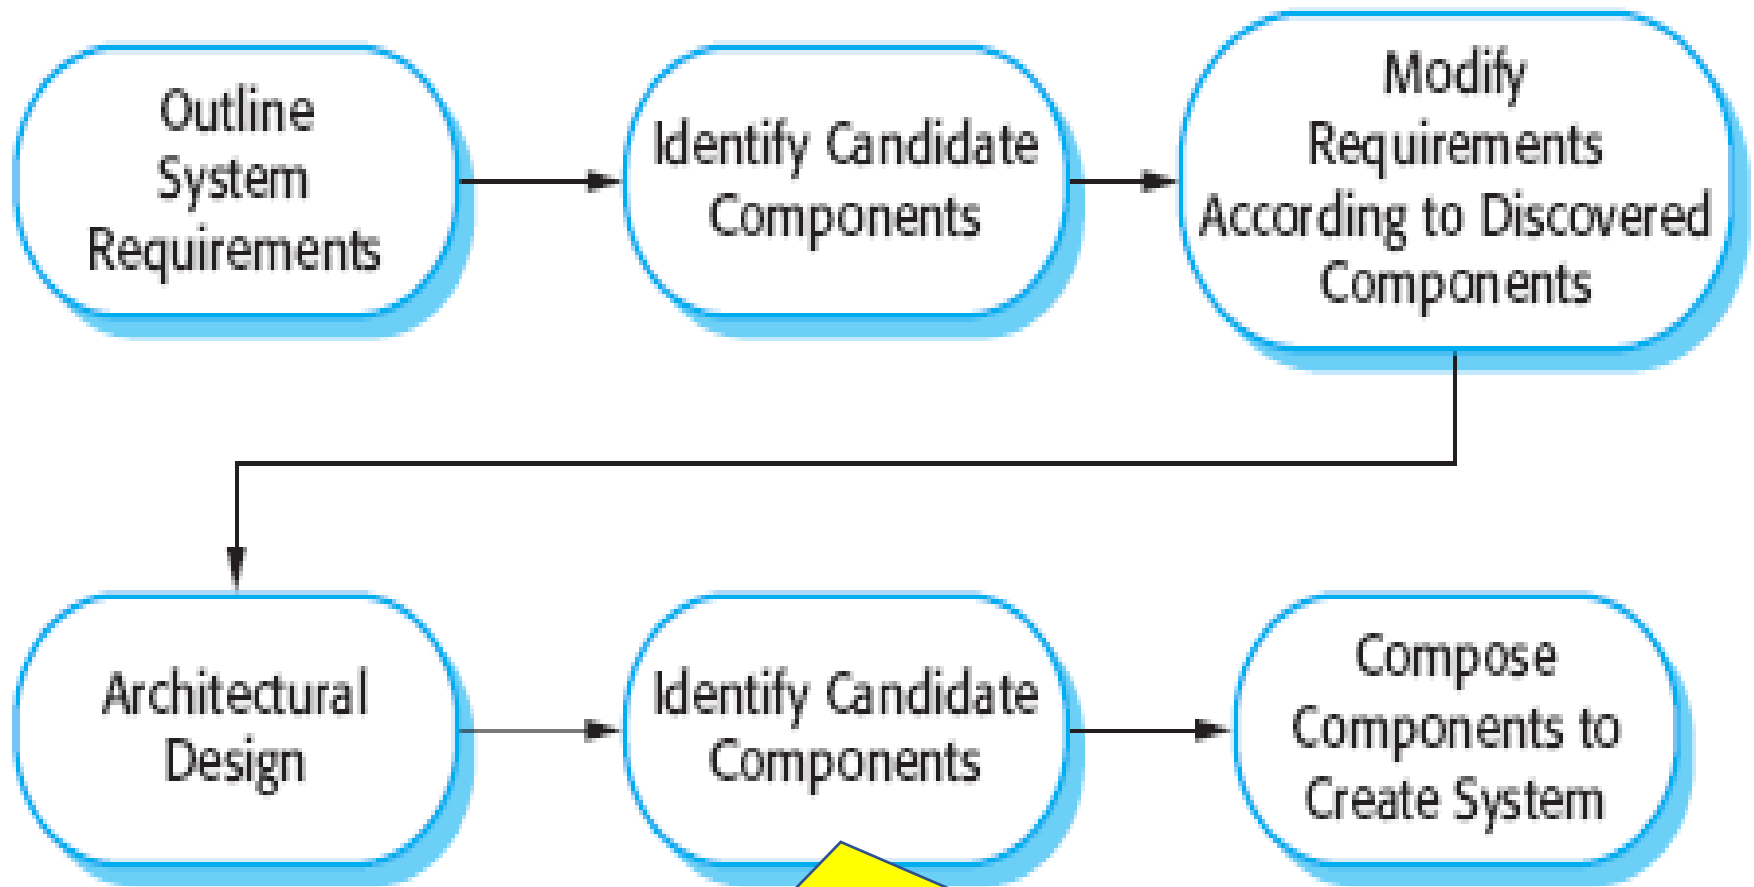 Outline
System
Requirements
Identify Candidate
Components
Modify
Requirements
According to Discovered
Components
Architectural
Design
Identify Candidate
Components
Compose
Components to
Create System